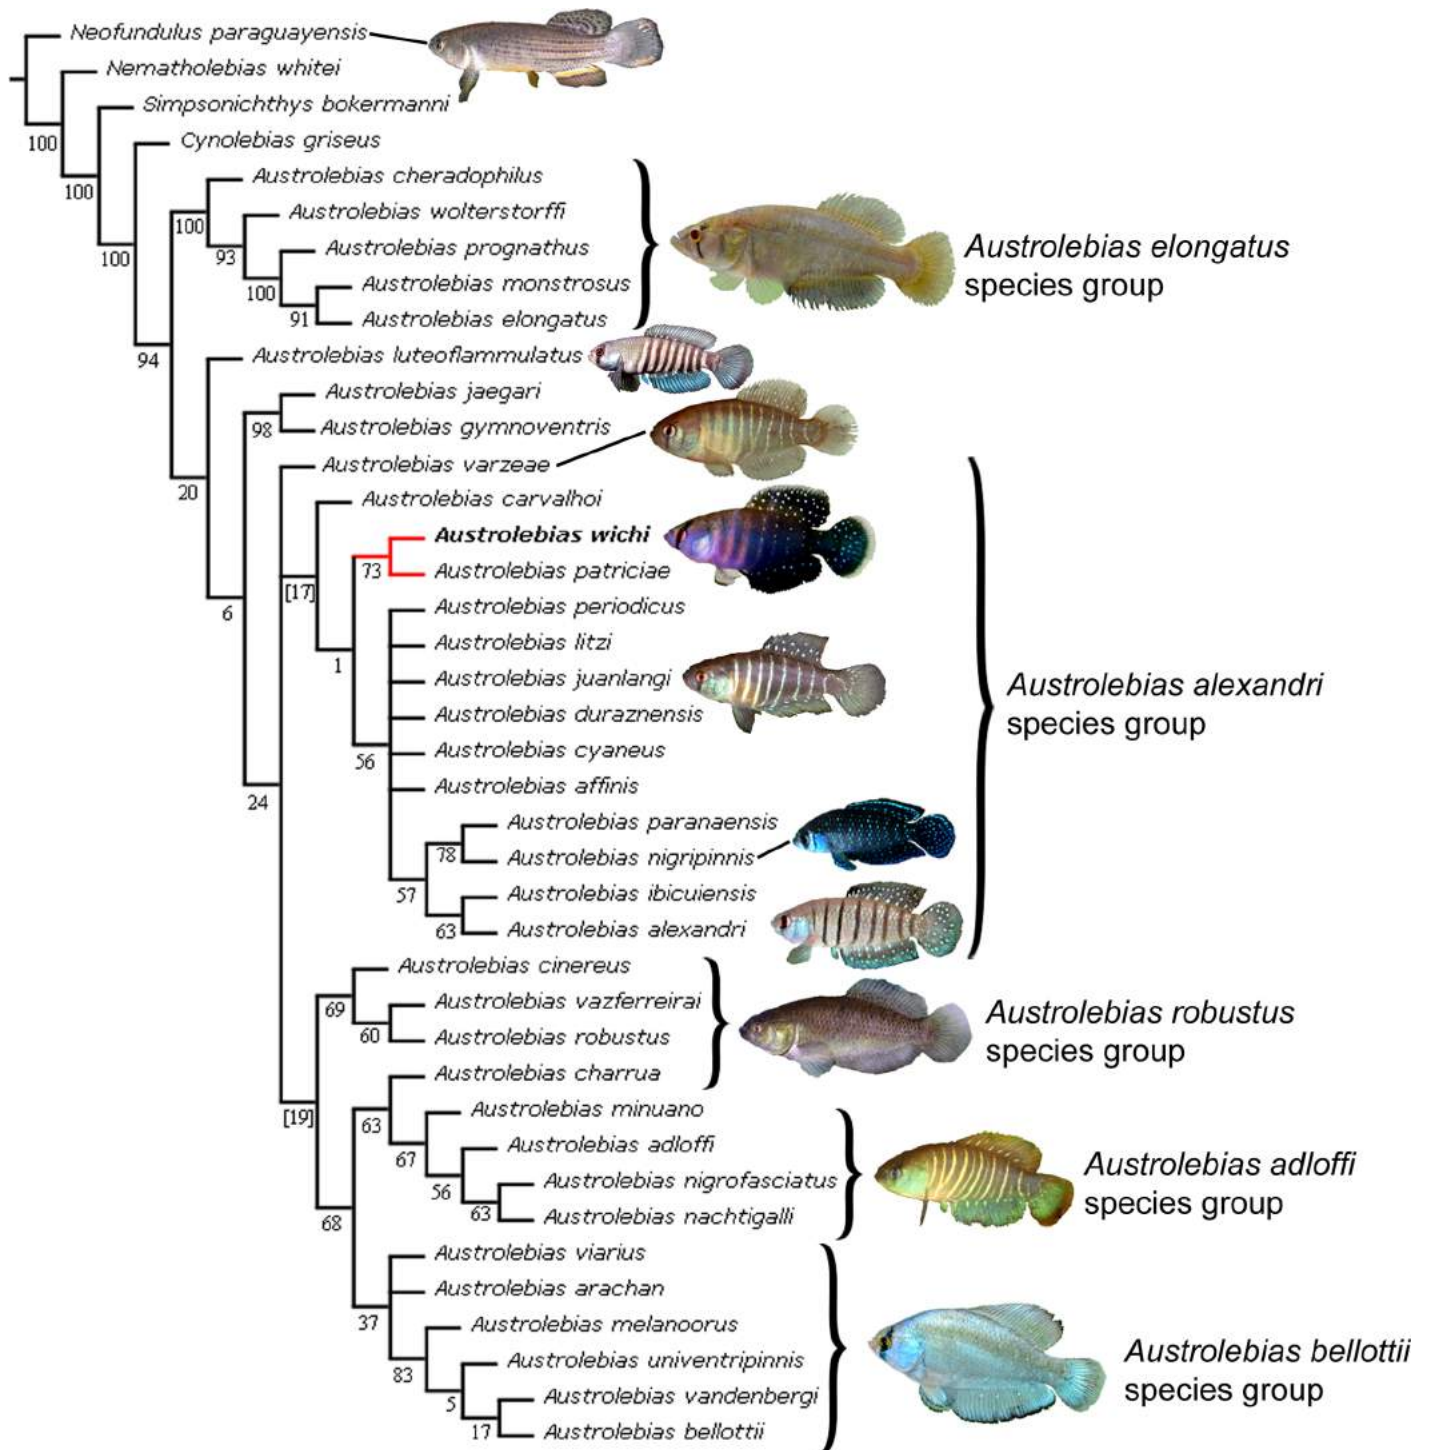 Neofundulus paraguayensis
Nematholebias whitei
Simpsonichthys bokermanni
100
Cynolebias griseus
100
Austrolebias cheradophilus
Austrolebias wolterstorffi
100
Austrolebias prognathus
93
100
Austrolebias elongatus
species group
Austrolebias monstrosus
100
Austrolebias elongatus
91
94
Austrolebias luteoflammulatus
Austrolebias jaegari
Austrolebias gymnoventris
98
Austrolebias varzeae
20
Austrolebias carvalhoi
Austrolebias wichi
Austrolebias patriciae
73
[17]
6
Austrolebias periodicus
Austrolebias litzi
1
Austrolebias juanlangi
Austrolebias alexandri
species group
Austrolebias duraznensis
Austrolebias cyaneus
56
Austrolebias affinis
24
Austrolebias paranaensis
Austrolebias nigripinnis
78
57
Austrolebias ibicuiensis
Austrolebias alexandri
63
Austrolebias cinereus
Austrolebias vazferreirai
69
Austrolebias robustus
60
Austrolebias robustus
species group
Austrolebias charrua
[19]
Austrolebias minuano
63
Austrolebias adloffi
67
Austrolebias nigrofasciatus
56
Austrolebias nachtigalli
63
68
Austrolebias adloffi
species group
Austrolebias viarius
Austrolebias arachan
37
Austrolebias melanoorus
Austrolebias univentripinnis
83
Austrolebias vandenbergi
5
Austrolebias bellottii
17
Austrolebias bellottii
species group